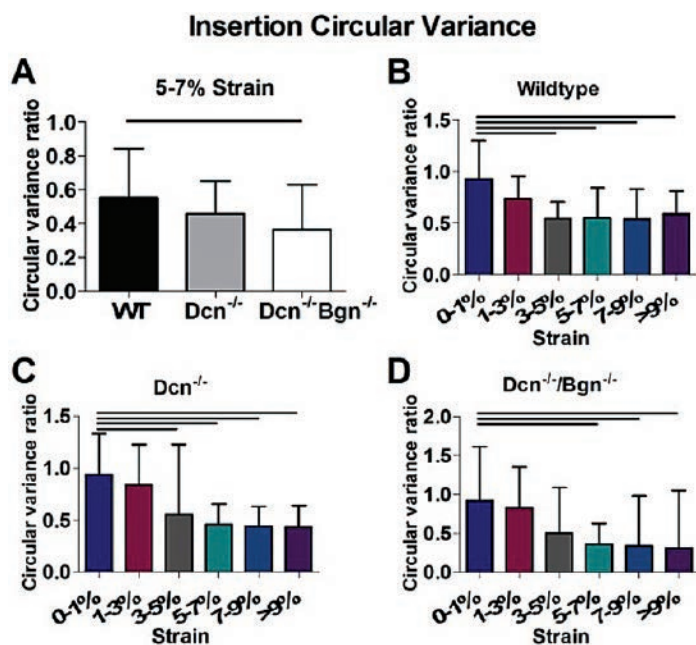 Insertion Circular Variance
A
5-7% Strain
Circular variance ratio
1.0
0.8
0.6
0.4
0.2
0.0
WT
Dcn⁻/⁻
Dcn⁻/⁻Bgn⁻/⁻
B
Wildtype
Circular variance ratio
1.5
1.0
0.5
0.0
0-1%
1-3%
3-5%
5-7%
7-9%
>9%
Strain
C
Dcn⁻/⁻
Circular variance ratio
1.5
1.0
0.5
0.0
0-1%
1-3%
3-5%
5-7%
7-9%
>9%
Strain
D
Dcn⁻/⁻/Bgn⁻/⁻
Circular variance ratio
2.0
1.5
1.0
0.5
0.0
0-1%
1-3%
3-5%
5-7%
7-9%
>9%
Strain